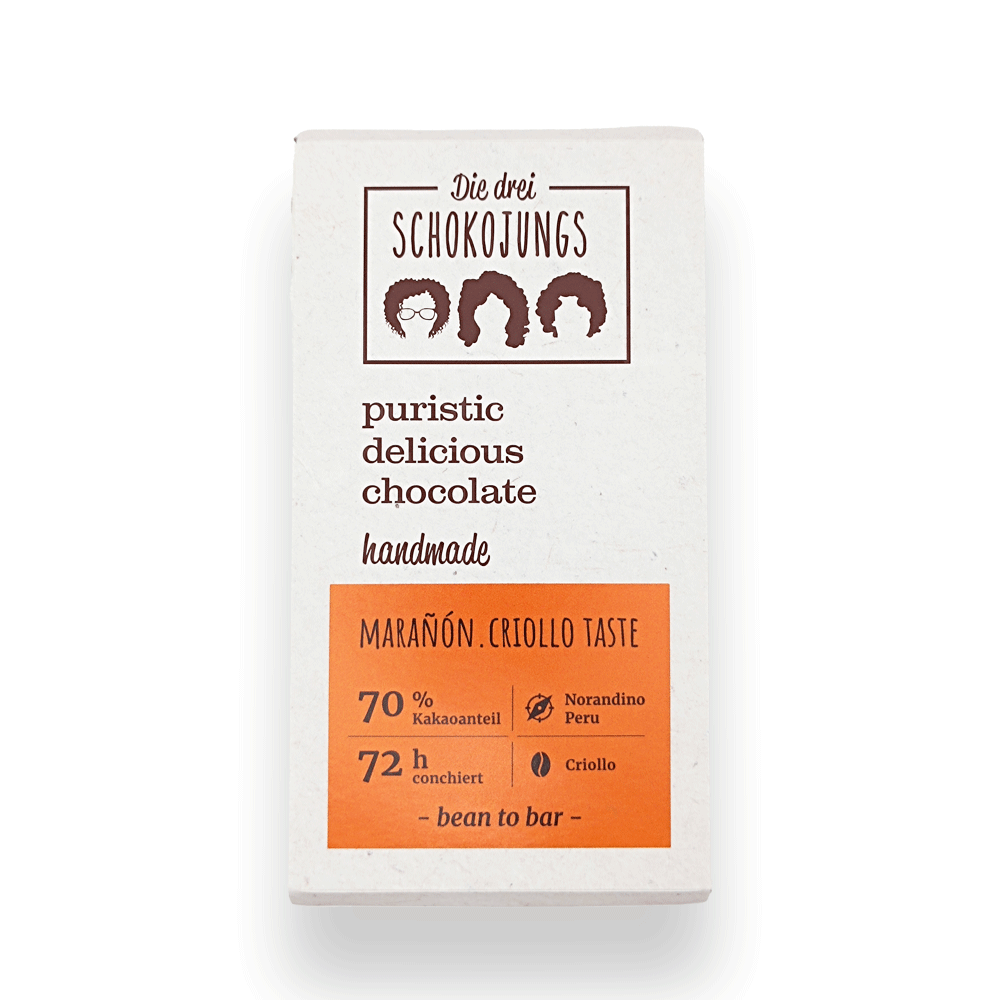 Die drei
SCHOKOJUNGS
puristic
delicious
chocolate
handmade
MARAÑÓN.CRIOLLO TASTE
70 %
Kakaoanteil
Norandino
Peru
72 h
conchiert
Criollo
- bean to bar -